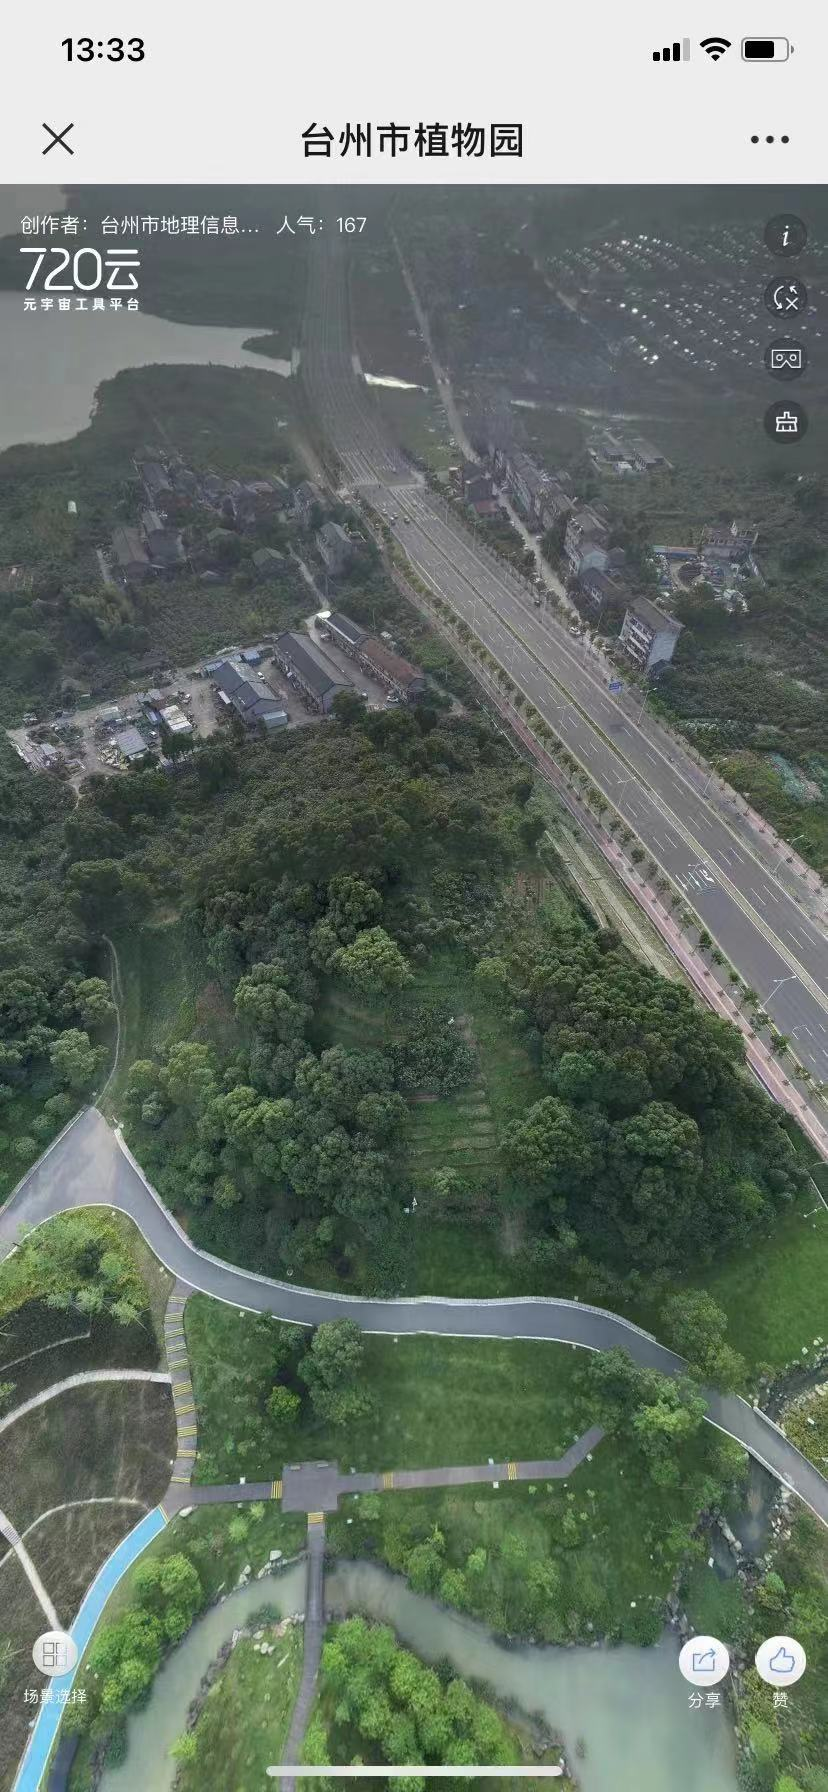 13:33
台州市植物园
创作者：台州市地理信息... 人气：167
720云
元宇宙工具平台
场景选择
分享
赞